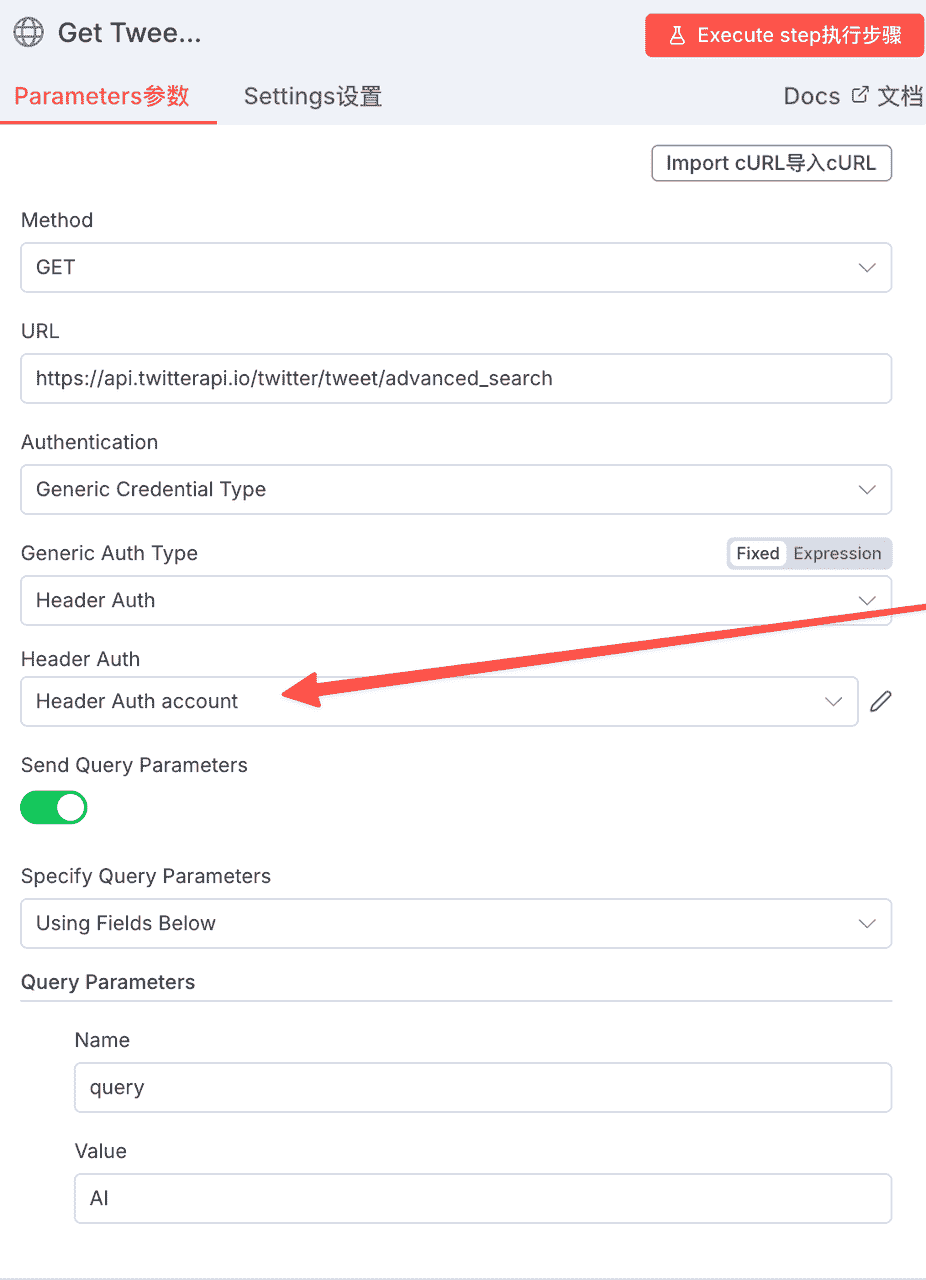 Get Twee...
Execute step执行步骤
Parameters参数
Settings设置
Docs 文档
Import cURL导入cURL
Method
GET
URL
https://api.twitterapi.io/twitter/tweet/advanced_search
Authentication
Generic Credential Type
Generic Auth Type
Fixed Expression
Header Auth
Header Auth
Header Auth account
Send Query Parameters
Specify Query Parameters
Using Fields Below
Query Parameters
Name
query
Value
AI